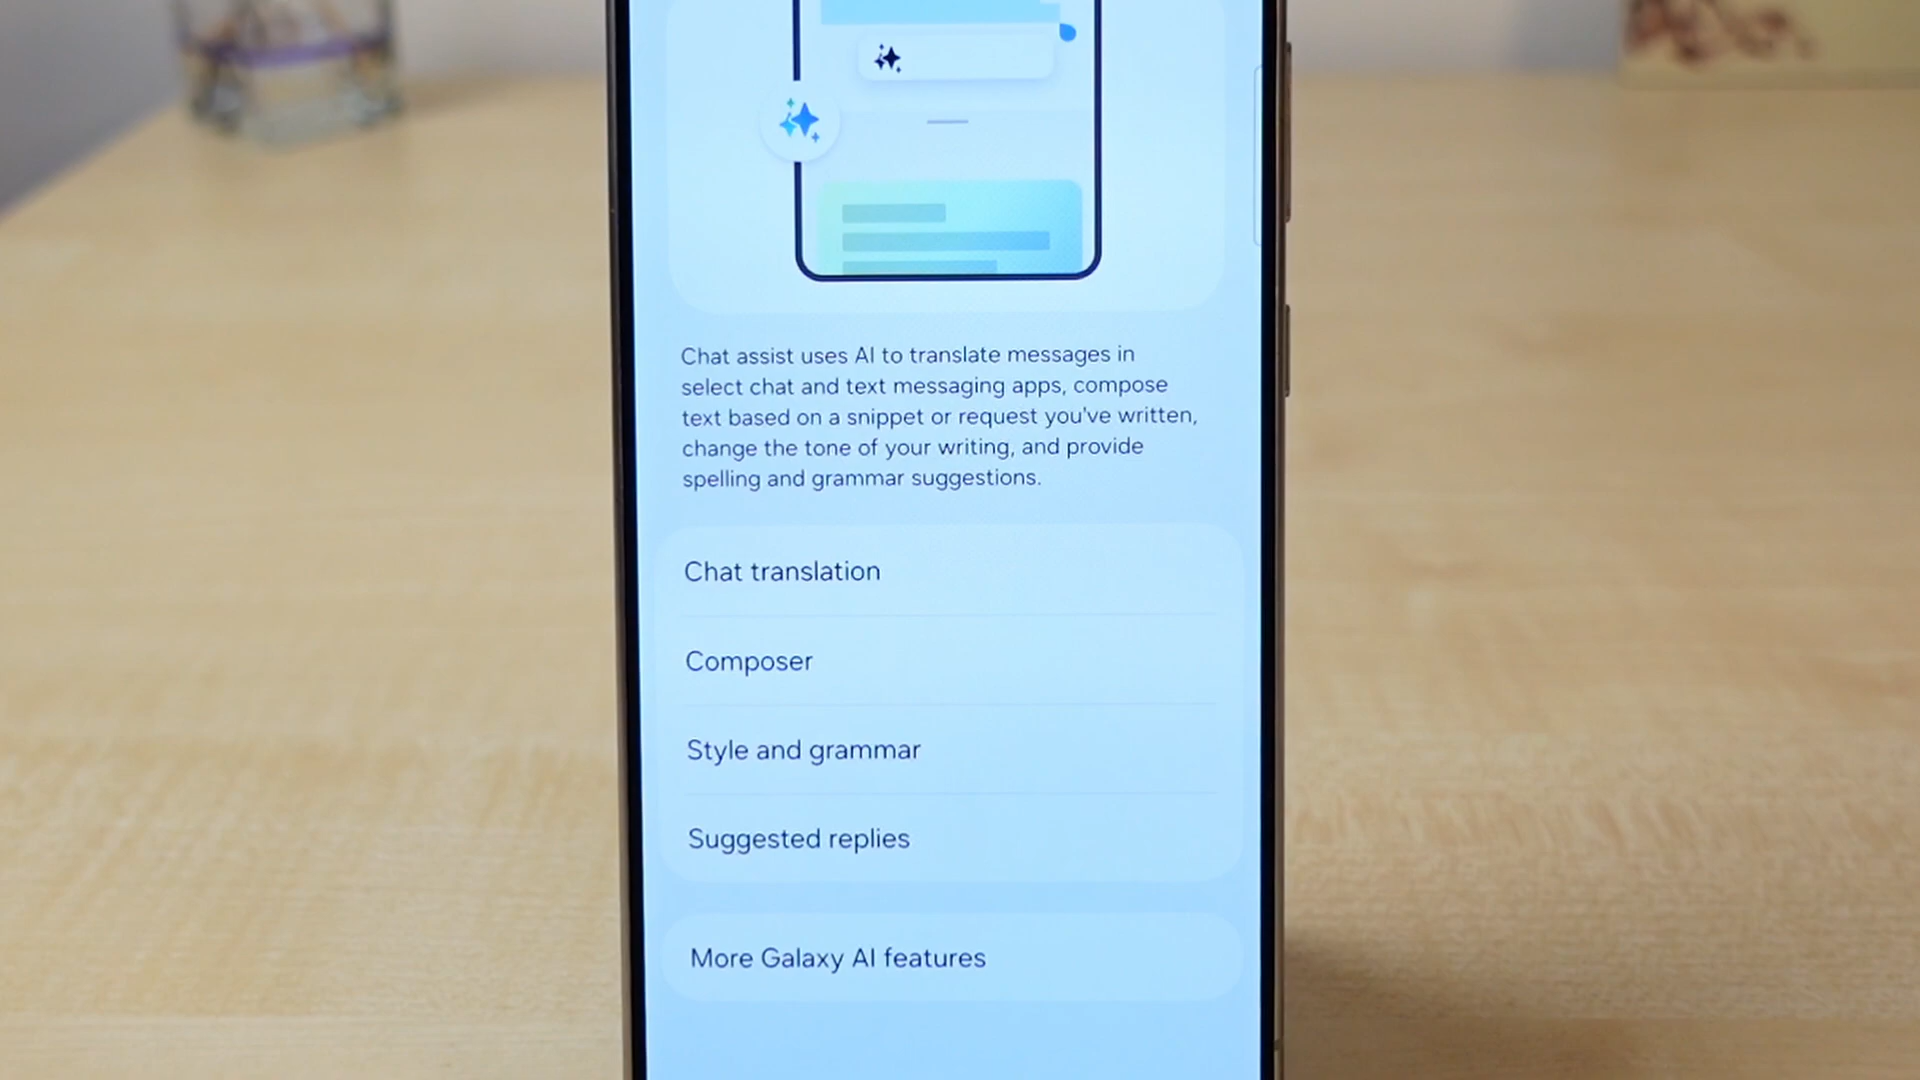 Chat assist uses AI to translate messages in
select chat and text messaging apps, compose
text based on a snippet or request you've written,
change the tone of your writing, and provide
spelling and grammar suggestions.
Chat translation
Composer
Style and grammar
Suggested replies
More Galaxy AI features